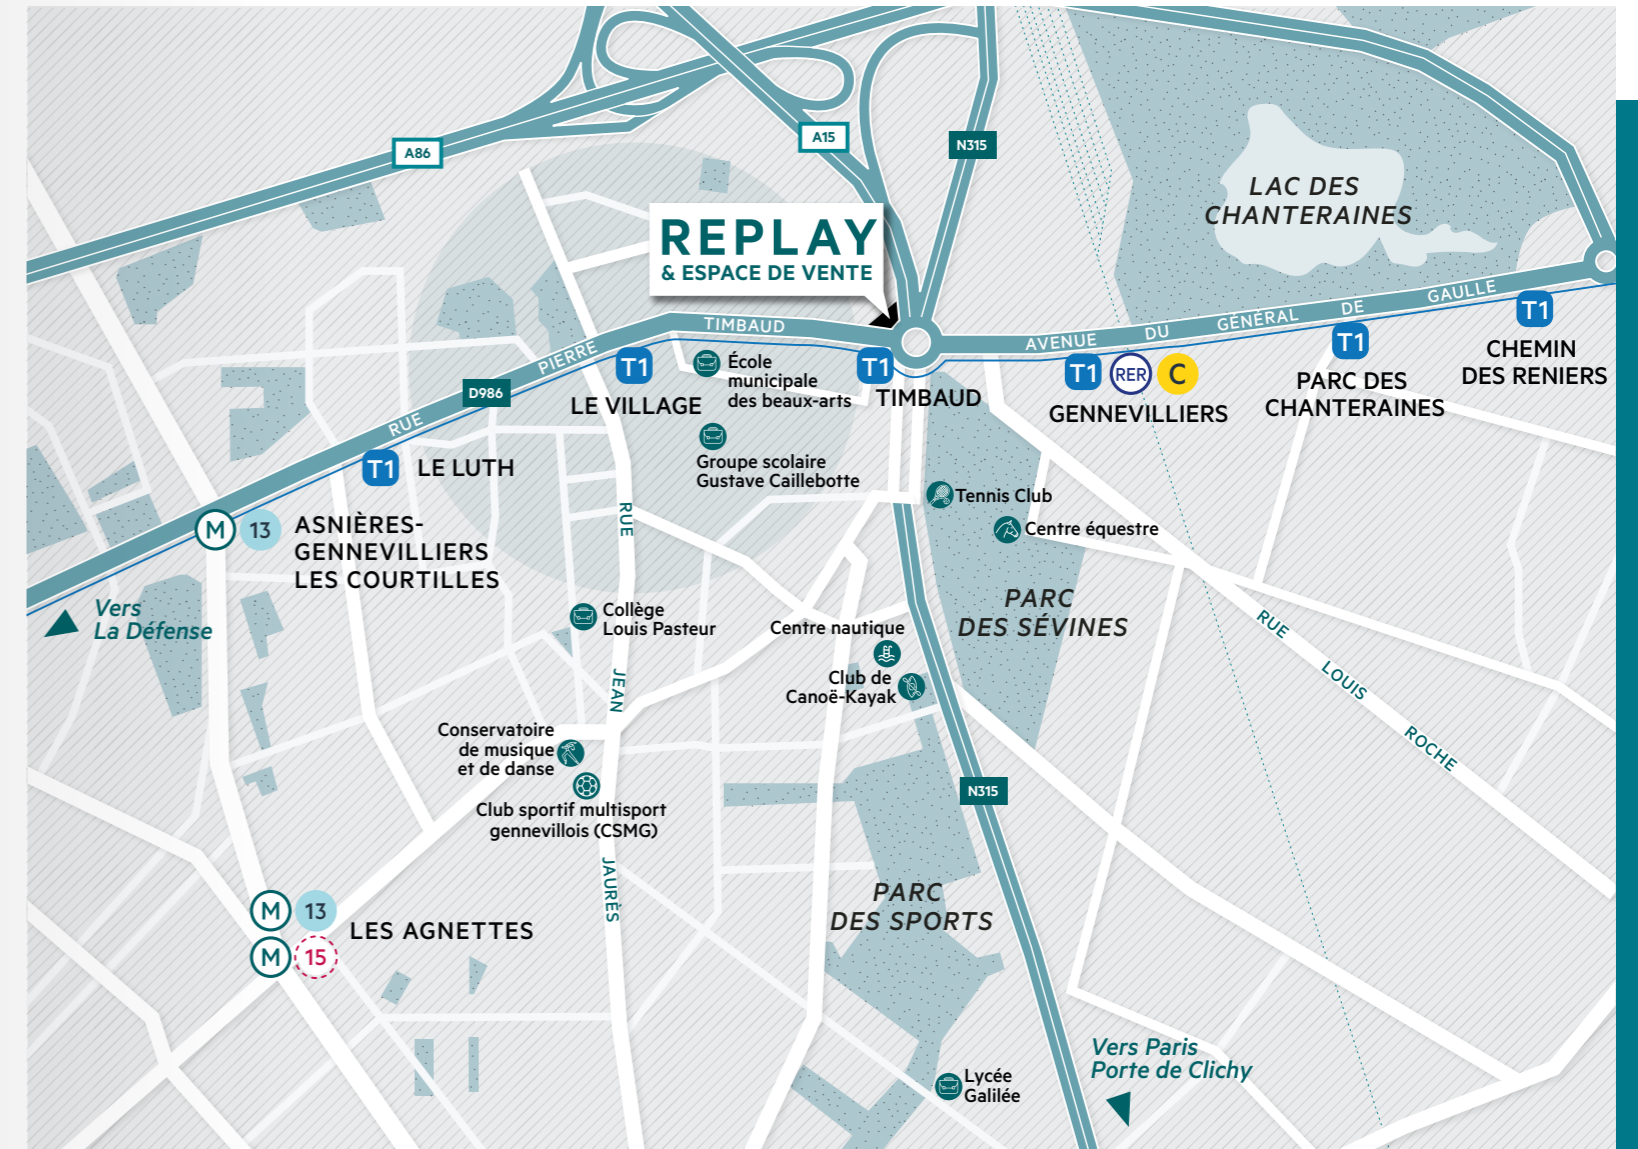 A86
A15
N315
LAC DES
CHANTERAINES
REPLAY
& ESPACE DE VENTE
RUE PIERRE TIMBAUD
D986
AVENUE DU GÉNÉRAL DE GAULLE
T1
CHEMIN
DES RENIERS
T1
PARC DES
CHANTERAINES
T1 RER C
GENNEVILLIERS
T1
TIMBAUD
T1
LE VILLAGE
École
municipale
des beaux-arts
Groupe scolaire
Gustave Caillebotte
T1 LE LUTH
M 13 ASNIÈRES-
GENNEVILLIERS
LES COURTILLES
Vers
La Défense
Tennis Club
Centre équestre
PARC
DES SÉVINES
Collège
Louis Pasteur
Centre nautique
Club de
Canoë-Kayak
RUE JEAN JAURÈS
RUE LOUIS ROCHE
Conservatoire
de musique
et de danse
Club sportif multisport
gennevillois (CSMG)
N315
PARC
DES SPORTS
M 13
LES AGNETTES
M 15
Vers Paris
Porte de Clichy
Lycée
Galilée